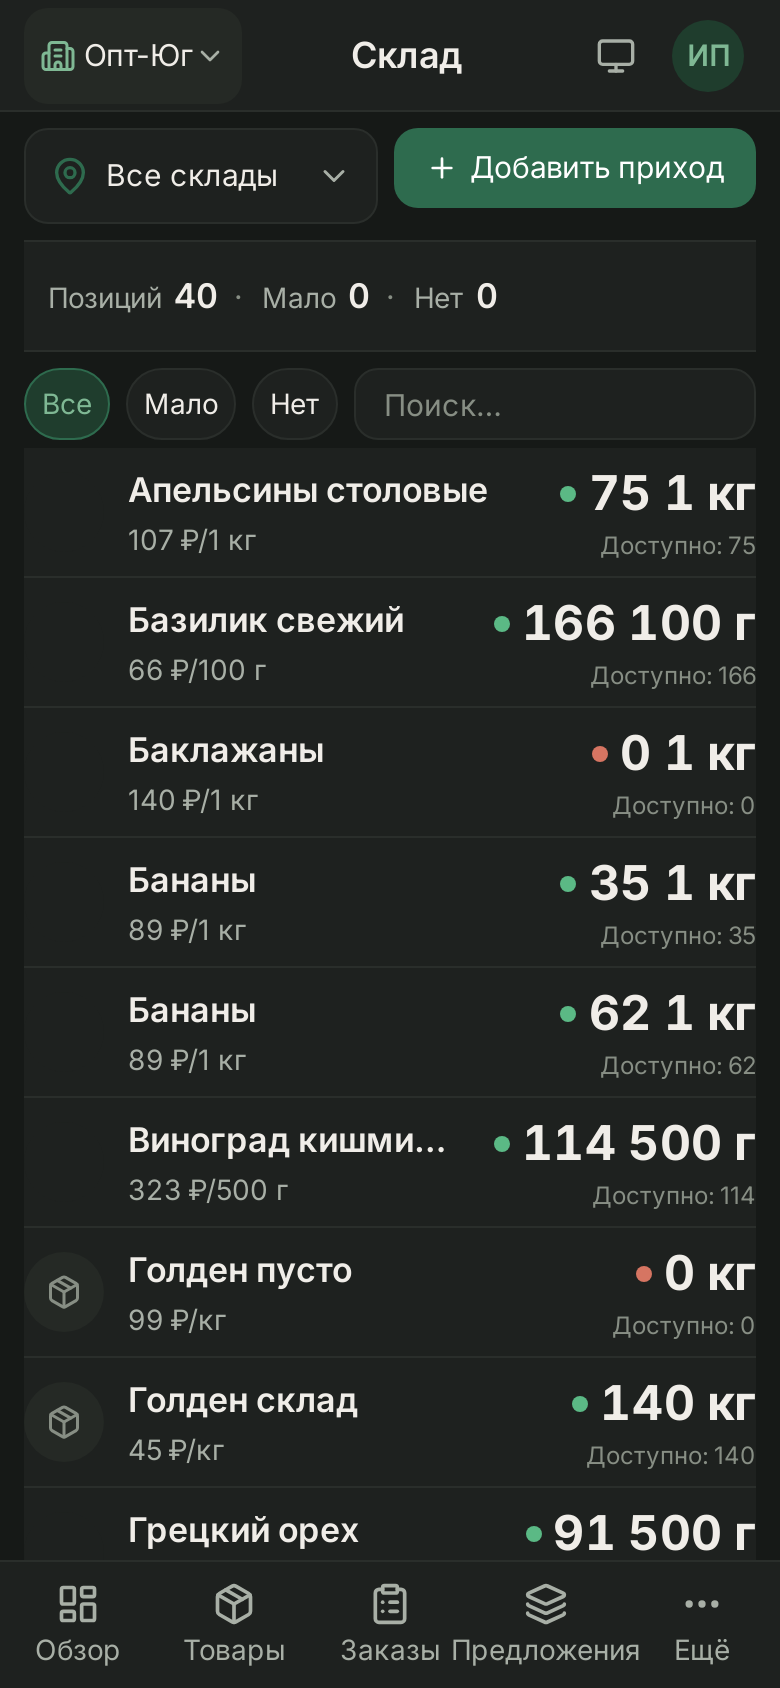 Опт-Юг
Склад
ИП
Все склады
+ Добавить приход
Позиций 40 · Мало 0 · Нет 0
Все Мало Нет Поиск...
Апельсины столовые 75 1 кг
107 ₽/1 кг Доступно: 75
Базилик свежий 166 100 г
66 ₽/100 г Доступно: 166
Баклажаны 0 1 кг
140 ₽/1 кг Доступно: 0
Бананы 35 1 кг
89 ₽/1 кг Доступно: 35
Бананы 62 1 кг
89 ₽/1 кг Доступно: 62
Виноград кишми... 114 500 г
323 ₽/500 г Доступно: 114
Голден пусто 0 кг
99 ₽/кг Доступно: 0
Голден склад 140 кг
45 ₽/кг Доступно: 140
Грецкий орех 91 500 г
Обзор Товары Заказы Предложения Ещё